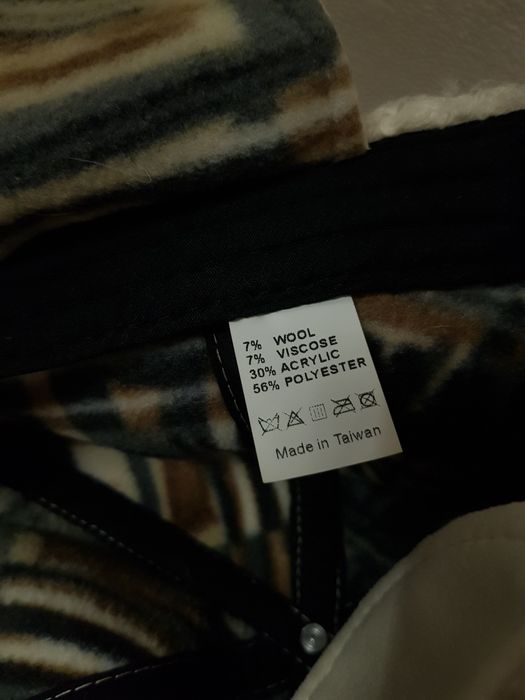 7% WOOL
7% VISCOSE
30% ACRYLIC
56% POLYESTER
Made in Taiwan